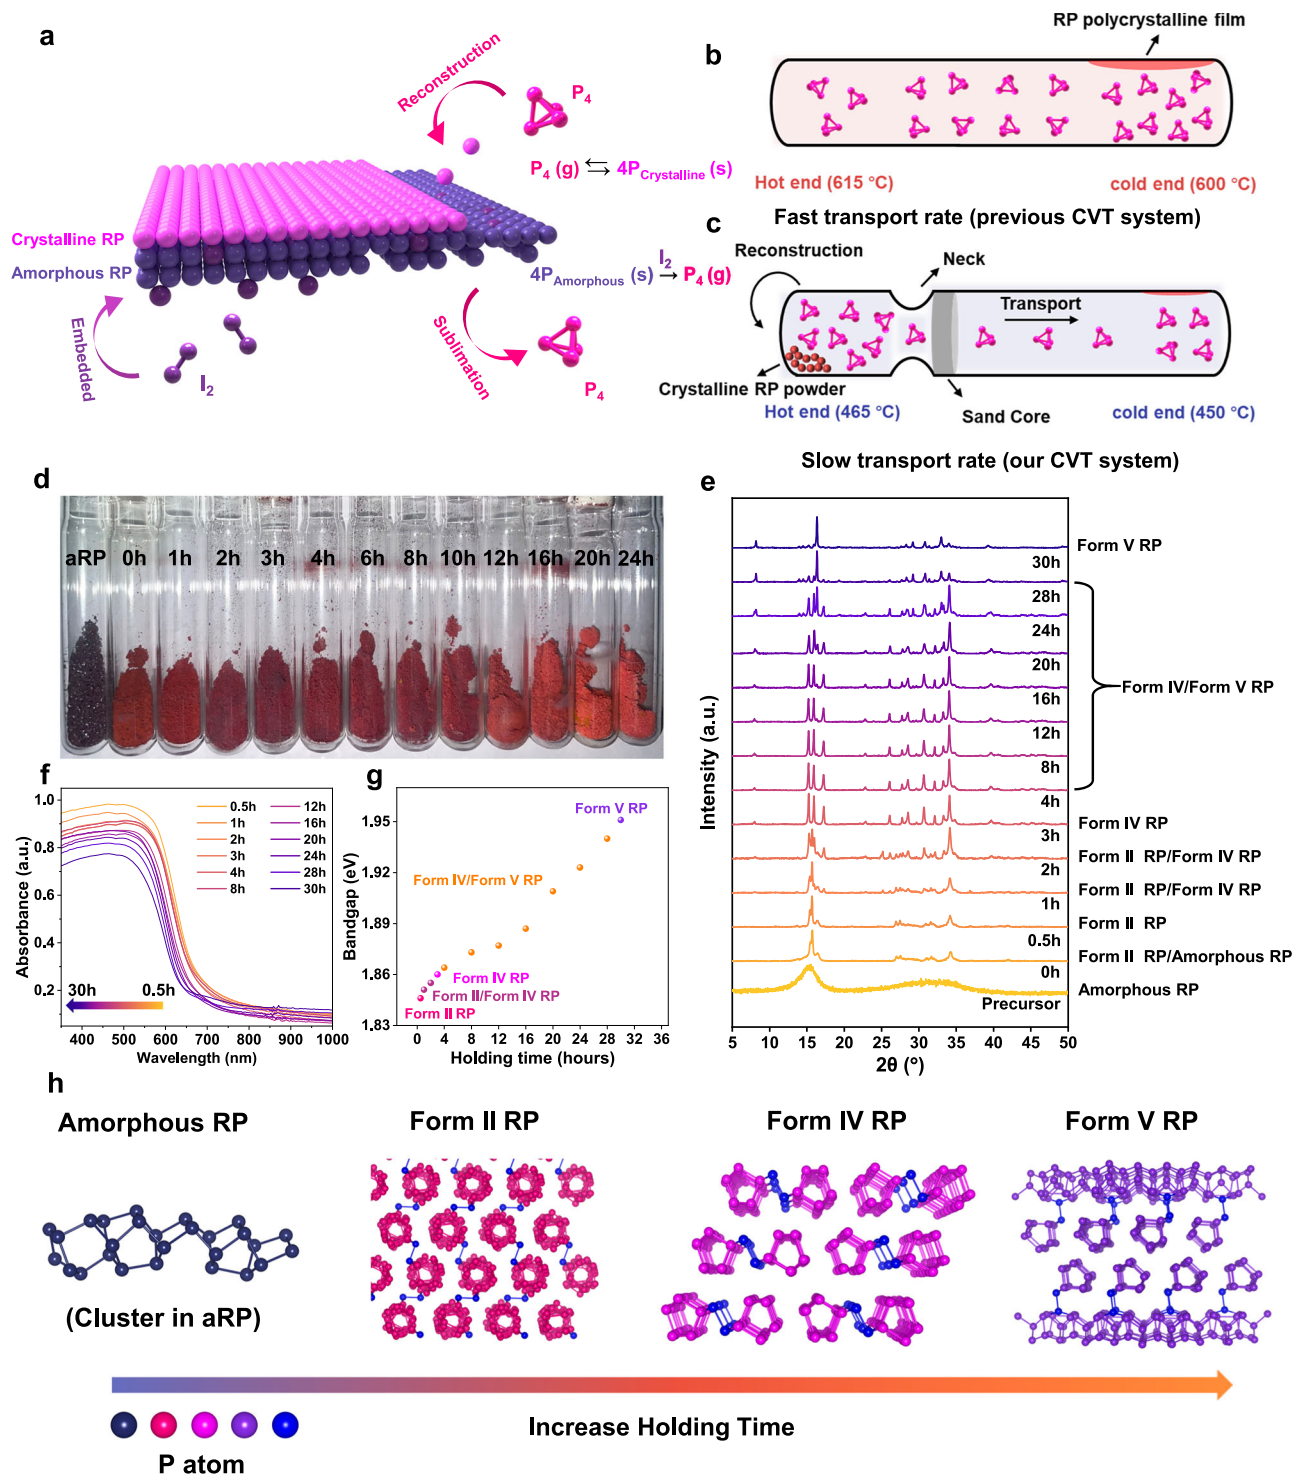 a
Reconstruction
P₄
P₄ (g) ⇆ 4P_Crystalline (s)
Crystalline RP
Amorphous RP
4P_Amorphous (s) →I₂ P₄ (g)
Embedded
I₂
Sublimation
P₄
b
RP polycrystalline film
Hot end (615 °C)
cold end (600 °C)
Fast transport rate (previous CVT system)
c
Reconstruction
Neck
Transport
Crystalline RP powder
Hot end (465 °C)
Sand Core
cold end (450 °C)
Slow transport rate (our CVT system)
d
aRP 0h 1h 2h 3h 4h 6h 8h 10h 12h 16h 20h 24h
e
Form V RP
30h
28h
24h
20h
Form IV/Form V RP
16h
12h
8h
4h
Form IV RP
3h
Form II RP/Form IV RP
2h
Form II RP/Form IV RP
1h
Form II RP
0.5h
Form II RP/Amorphous RP
0h
Amorphous RP
Precursor
Intensity (a.u.)
5 10 15 20 25 30 35 40 45 50
2θ (°)
f
1.0
0.8
0.6
0.4
0.2
Absorbance (a.u.)
0.5h 12h
1h 16h
2h 20h
3h 24h
4h 28h
8h 30h
30h 0.5h
400 500 600 700 800 900 1000
Wavelength (nm)
g
1.95
1.92
1.89
1.86
1.83
Bandgap (eV)
Form V RP
Form IV/Form V RP
Form IV RP
Form II/Form IV RP
Form II RP
0 4 8 12 16 20 24 28 32 36
Holding time (hours)
h
Amorphous RP
Form II RP
Form IV RP
Form V RP
(Cluster in aRP)
Increase Holding Time
P atom